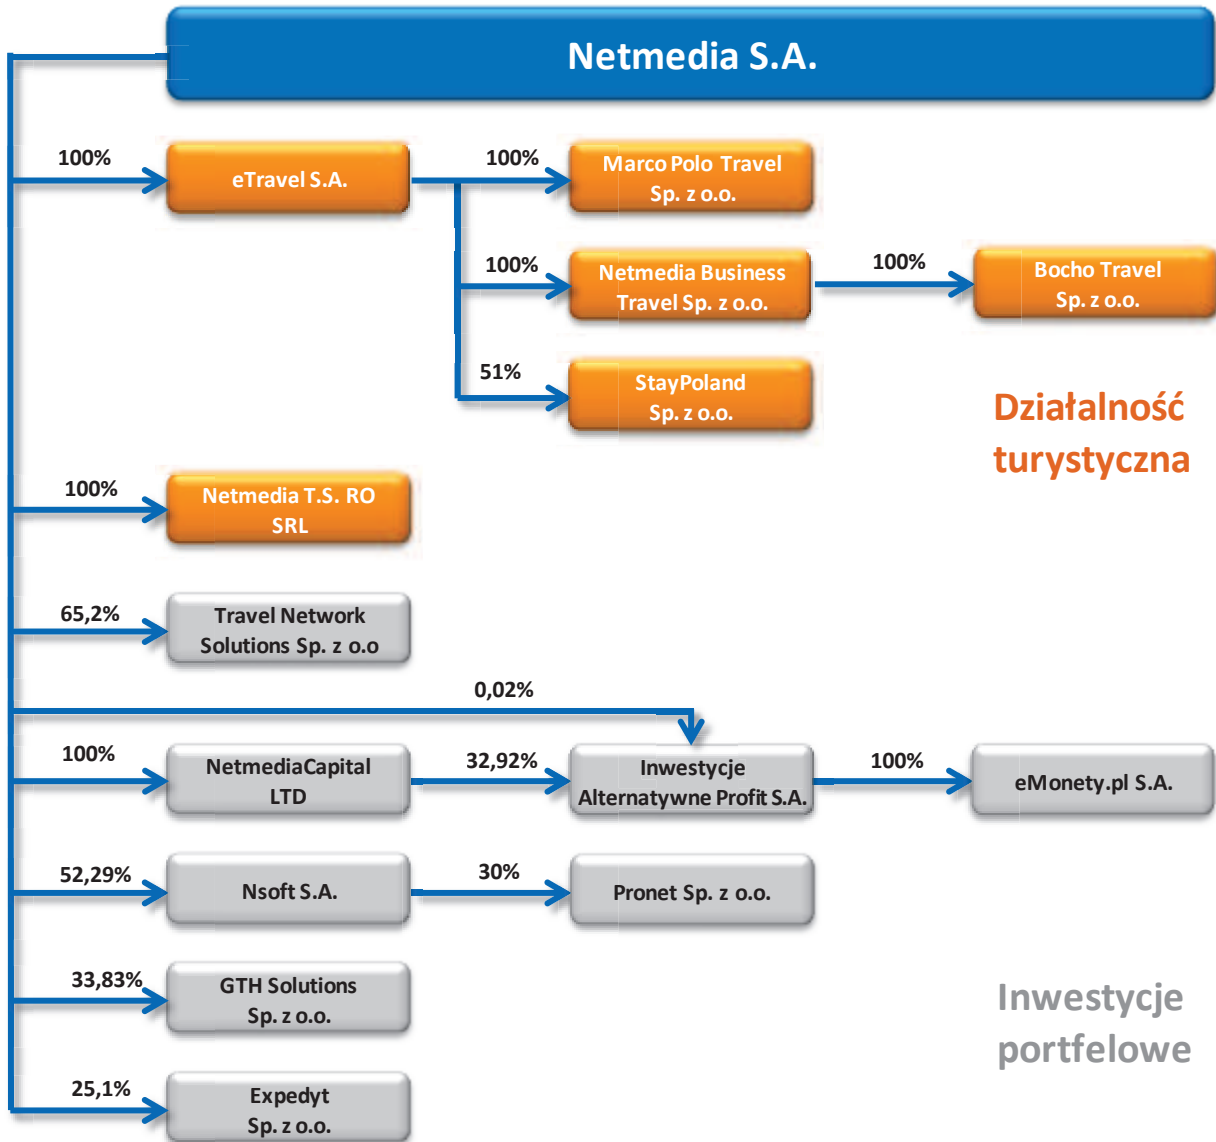 Netmedia S.A.
100%
eTravel S.A.
100%
Marco Polo Travel
Sp. z o.o.
100%
Netmedia Business
Travel Sp. z o.o.
100%
Bocho Travel
Sp. z o.o.
51%
StayPoland
Sp. z o.o.
Działalność
turystyczna
100%
Netmedia T.S. RO
SRL
65,2%
Travel Network
Solutions Sp. z o.o
0,02%
100%
NetmediaCapital
LTD
32,92%
Inwestycje
Alternatywne Profit S.A.
100%
eMonety.pl S.A.
52,29%
Nsoft S.A.
30%
Pronet Sp. z o.o.
33,83%
GTH Solutions
Sp. z o.o.
Inwestycje
portfelowe
25,1%
Expedyt
Sp. z o.o.